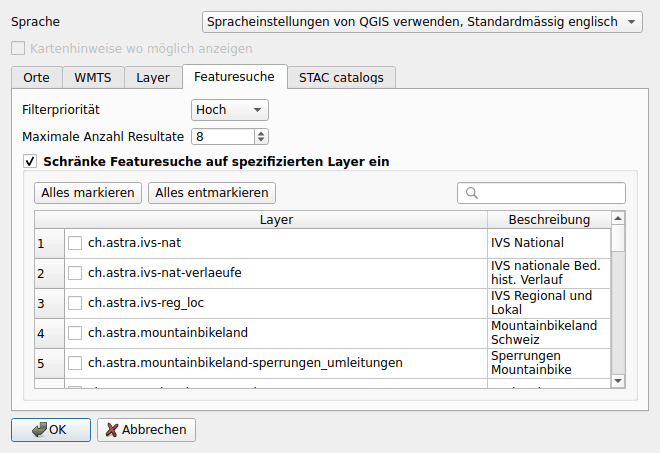 Sprache Spracheinstellungen von QGIS verwenden, Standardmässig englisch
Kartenhinweise wo möglich anzeigen
Orte WMTS Layer Featuresuche STAC catalogs
Filterpriorität Hoch
Maximale Anzahl Resultate 8
Schränke Featuresuche auf spezifizierten Layer ein
Alles markieren Alles entmarkieren
Layer Beschreibung
1 ch.astra.ivs-nat IVS National
2 ch.astra.ivs-nat-verlaeufe IVS nationale Bed.
hist. Verlauf
3 ch.astra.ivs-reg_loc IVS Regional und
Lokal
4 ch.astra.mountainbikeland Mountainbikeland
Schweiz
5 ch.astra.mountainbikeland-sperrungen_umleitungen Sperrungen
Mountainbike
OK Abbrechen